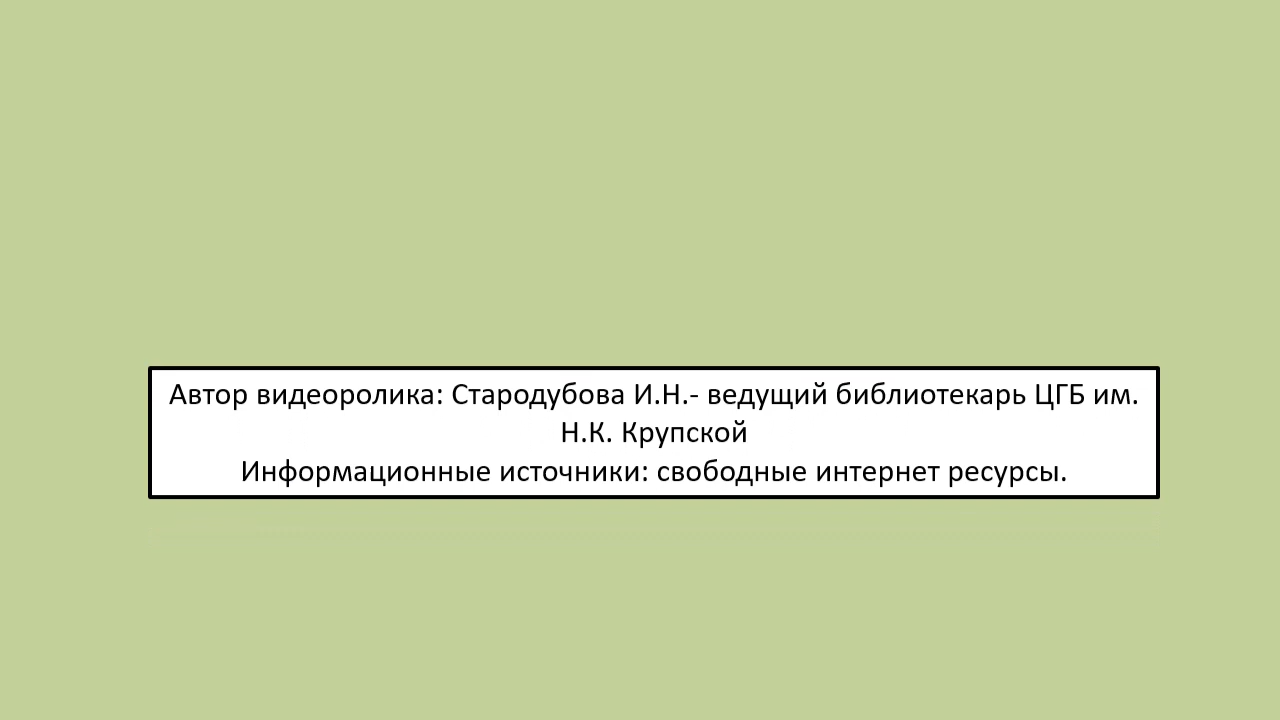 Автор видеоролика: Стародубова И.Н.- ведущий библиотекарь ЦГБ им.
Н.К. Крупской
Информационные источники: свободные интернет ресурсы.